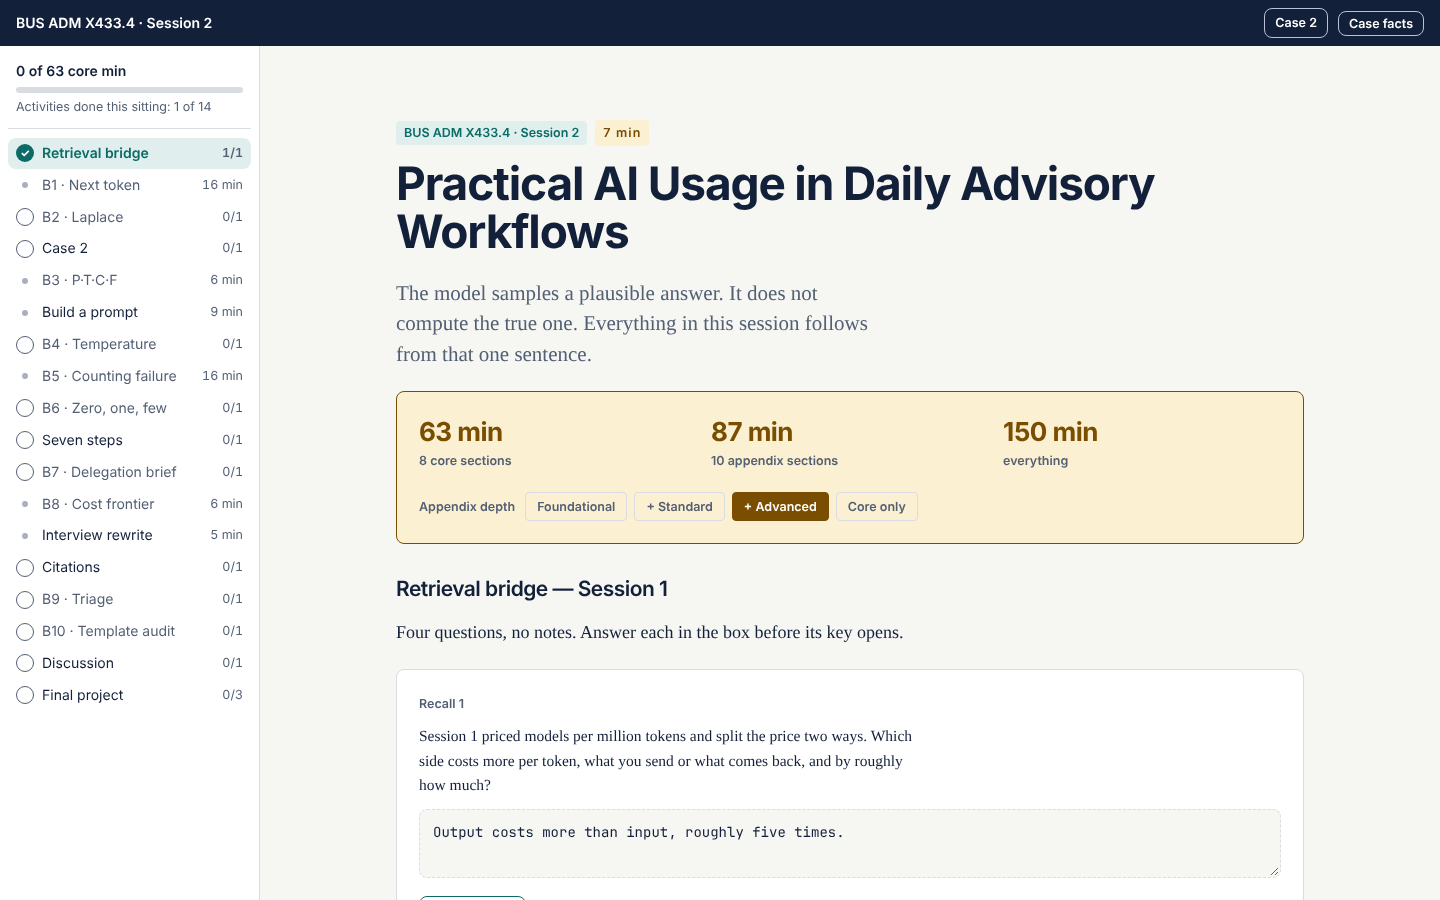 BUS ADM X433.4 · Session 2
Case 2
Case facts
0 of 63 core min
Activities done this sitting: 1 of 14
Retrieval bridge 1/1
B1 · Next token 16 min
B2 · Laplace 0/1
Case 2 0/1
B3 · P·T·C·F 6 min
Build a prompt 9 min
B4 · Temperature 0/1
B5 · Counting failure 16 min
B6 · Zero, one, few 0/1
Seven steps 0/1
B7 · Delegation brief 0/1
B8 · Cost frontier 6 min
Interview rewrite 5 min
Citations 0/1
B9 · Triage 0/1
B10 · Template audit 0/1
Discussion 0/1
Final project 0/3
BUS ADM X433.4 · Session 2 7 min
Practical AI Usage in Daily Advisory
Workflows
The model samples a plausible answer. It does not
compute the true one. Everything in this session follows
from that one sentence.
63 min 87 min 150 min
8 core sections 10 appendix sections everything
Appendix depth Foundational + Standard + Advanced Core only
Retrieval bridge — Session 1
Four questions, no notes. Answer each in the box before its key opens.
Recall 1
Session 1 priced models per million tokens and split the price two ways. Which
side costs more per token, what you send or what comes back, and by roughly
how much?
Output costs more than input, roughly five times.